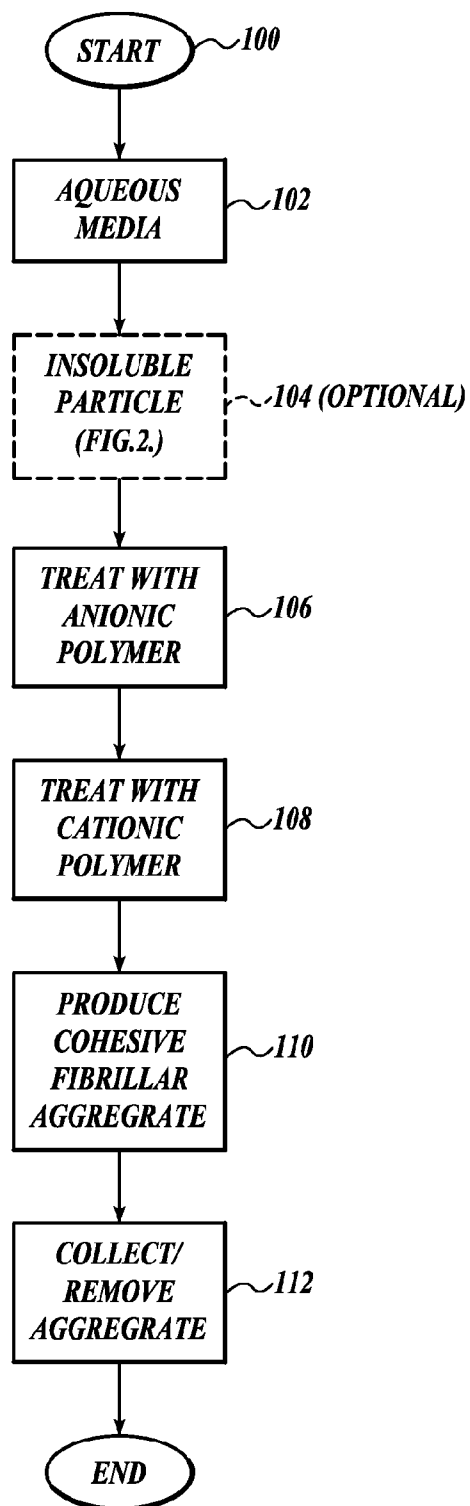 START
100
AQUEOUS
MEDIA
102
INSOLUBLE
PARTICLE
(FIG.2.)
104 (OPTIONAL)
TREAT WITH
ANIONIC
POLYMER
106
TREAT WITH
CATIONIC
POLYMER
108
PRODUCE
COHESIVE
FIBRILLAR
AGGREGRATE
110
COLLECT/
REMOVE
AGGREGRATE
112
END